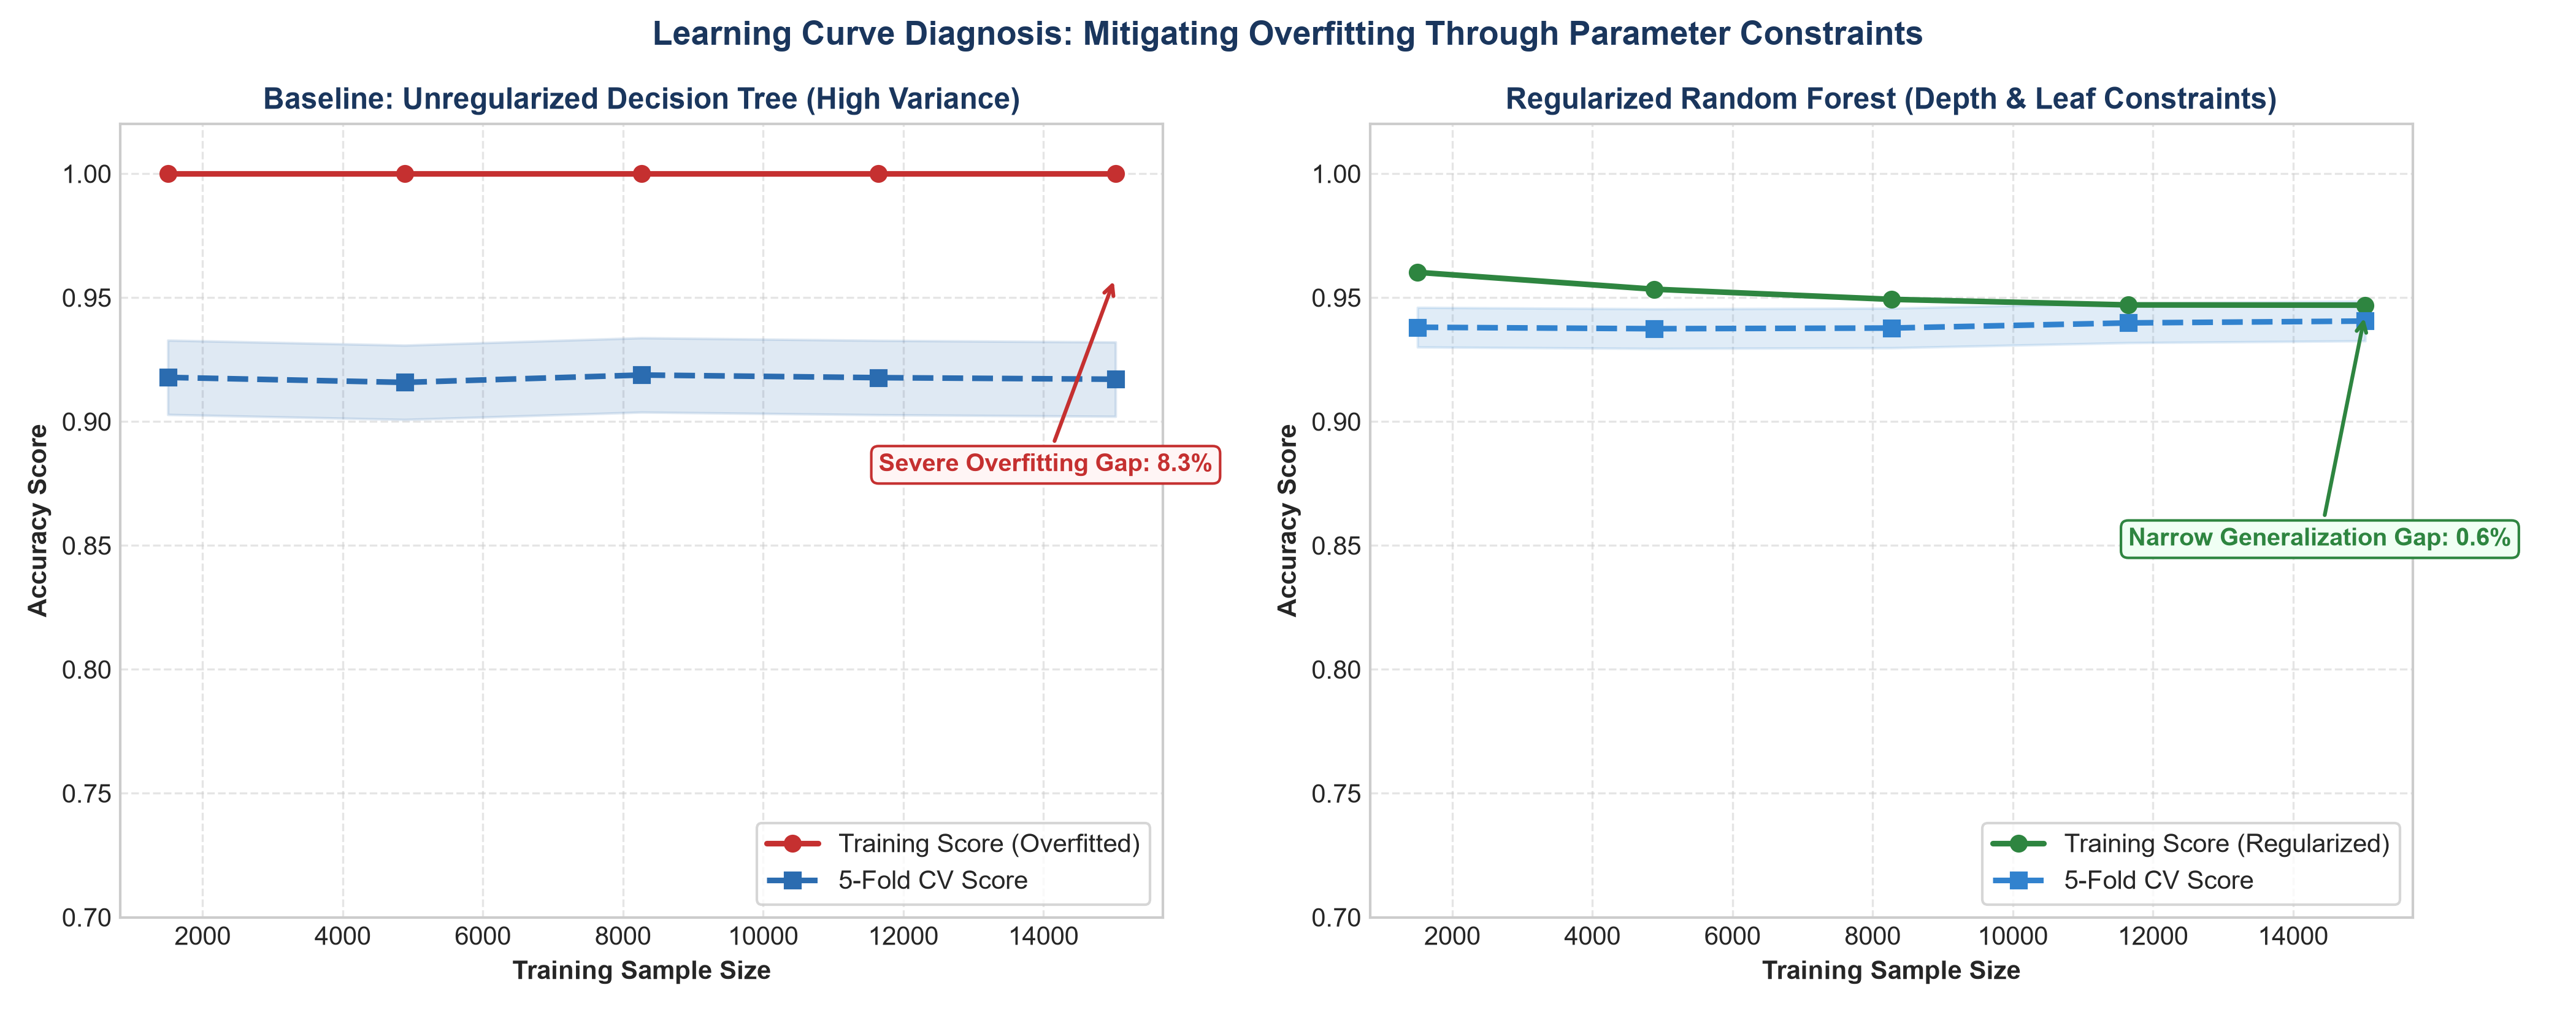 Learning Curve Diagnosis: Mitigating Overfitting Through Parameter Constraints
Baseline: Unregularized Decision Tree (High Variance)
1.00
0.95
0.90
0.85
0.80
0.75
0.70
Accuracy Score
Severe Overfitting Gap: 8.3%
Training Score (Overfitted)
5-Fold CV Score
2000 4000 6000 8000 10000 12000 14000
Training Sample Size
Regularized Random Forest (Depth & Leaf Constraints)
1.00
0.95
0.90
0.85
0.80
0.75
0.70
Accuracy Score
Narrow Generalization Gap: 0.6%
Training Score (Regularized)
5-Fold CV Score
2000 4000 6000 8000 10000 12000 14000
Training Sample Size